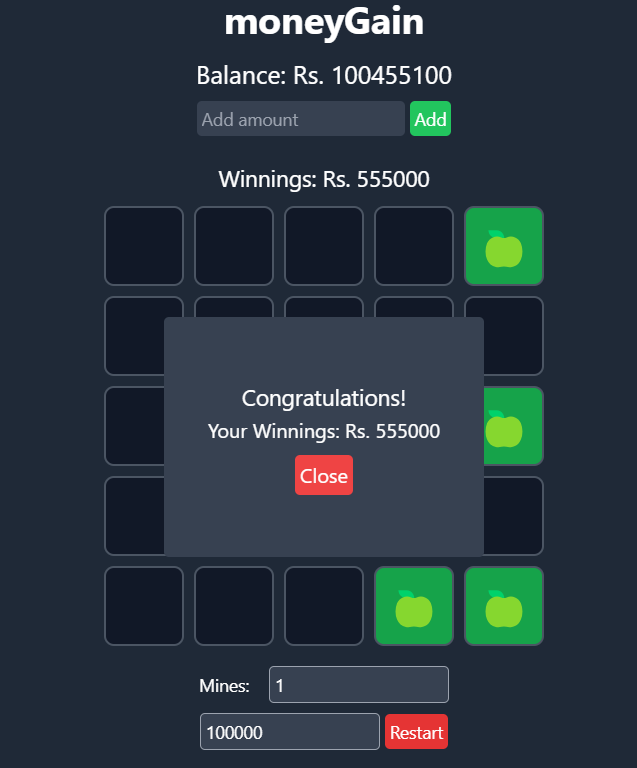 moneyGain
Balance: Rs. 100455100
Add amount Add
Winnings: Rs. 555000
Congratulations!
Your Winnings: Rs. 555000
Close
Mines: 1
100000 Restart